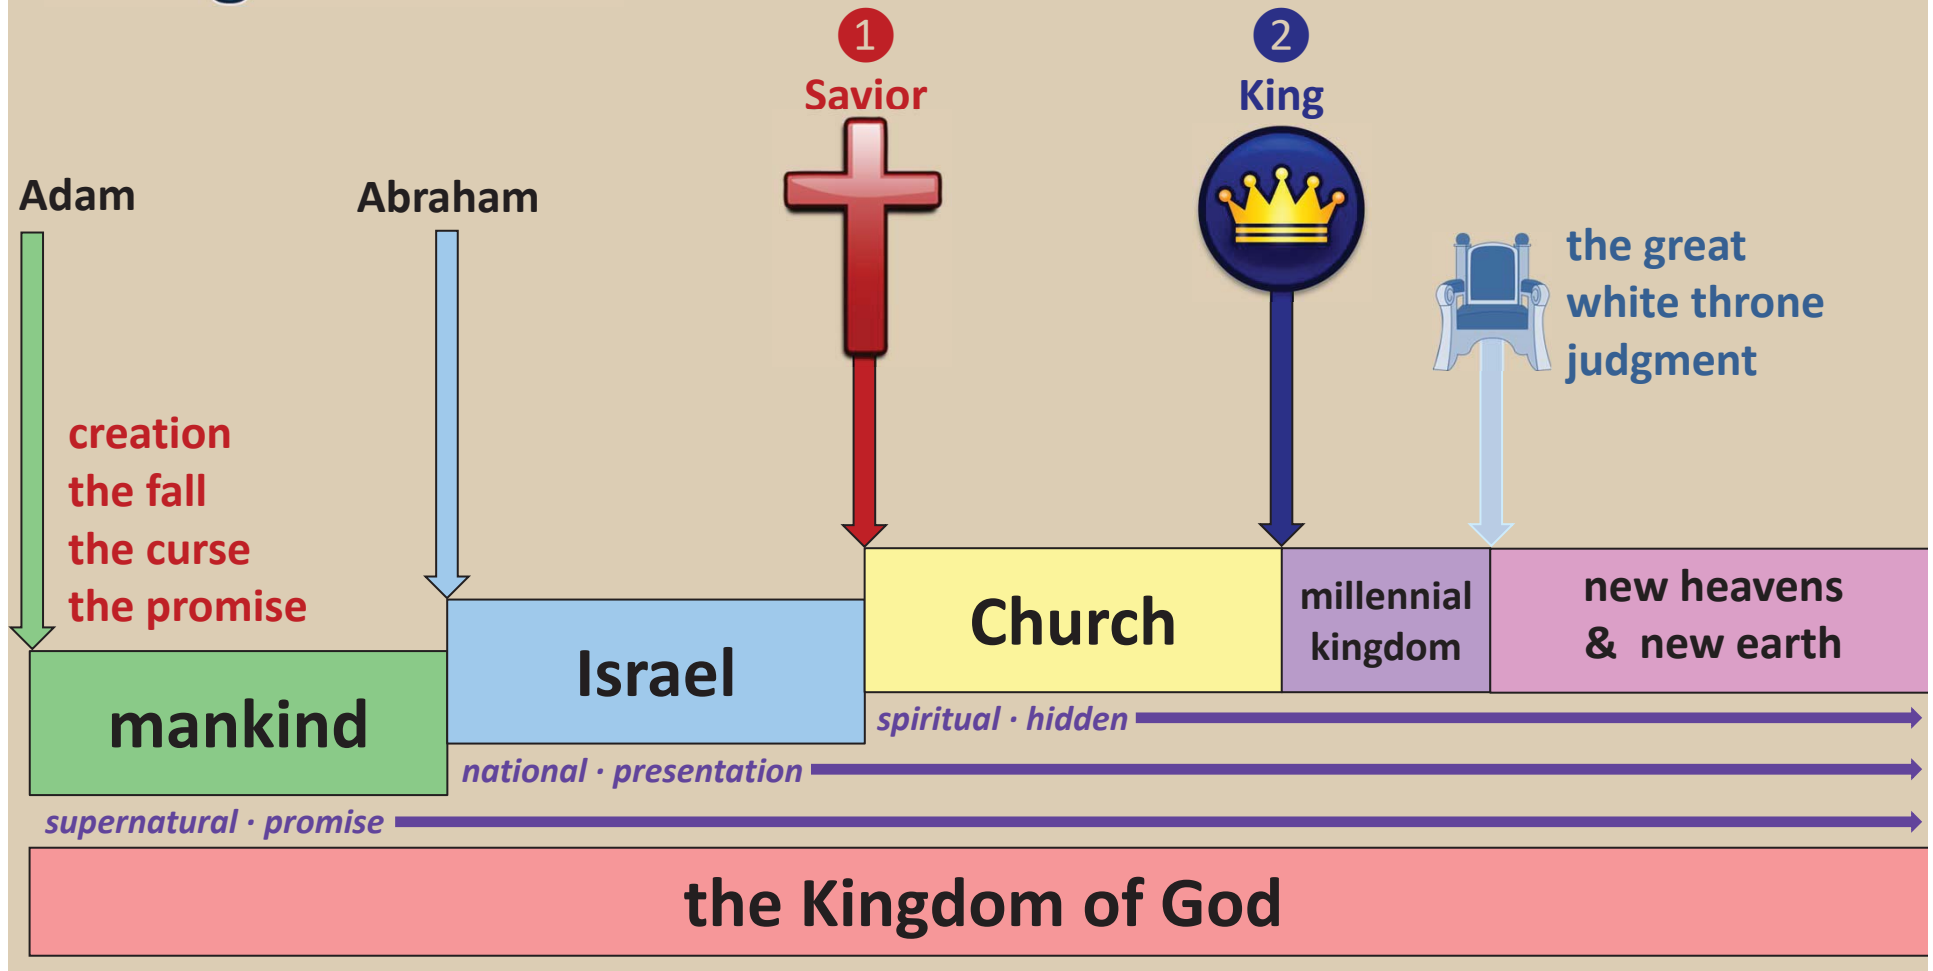 1
Savior
2
King
Adam
Abraham
the great
white throne
judgment
creation
the fall
the curse
the promise
mankind
Israel
Church
millennial
kingdom
new heavens
& new earth
spiritual · hidden
national · presentation
supernatural · promise
the Kingdom of God